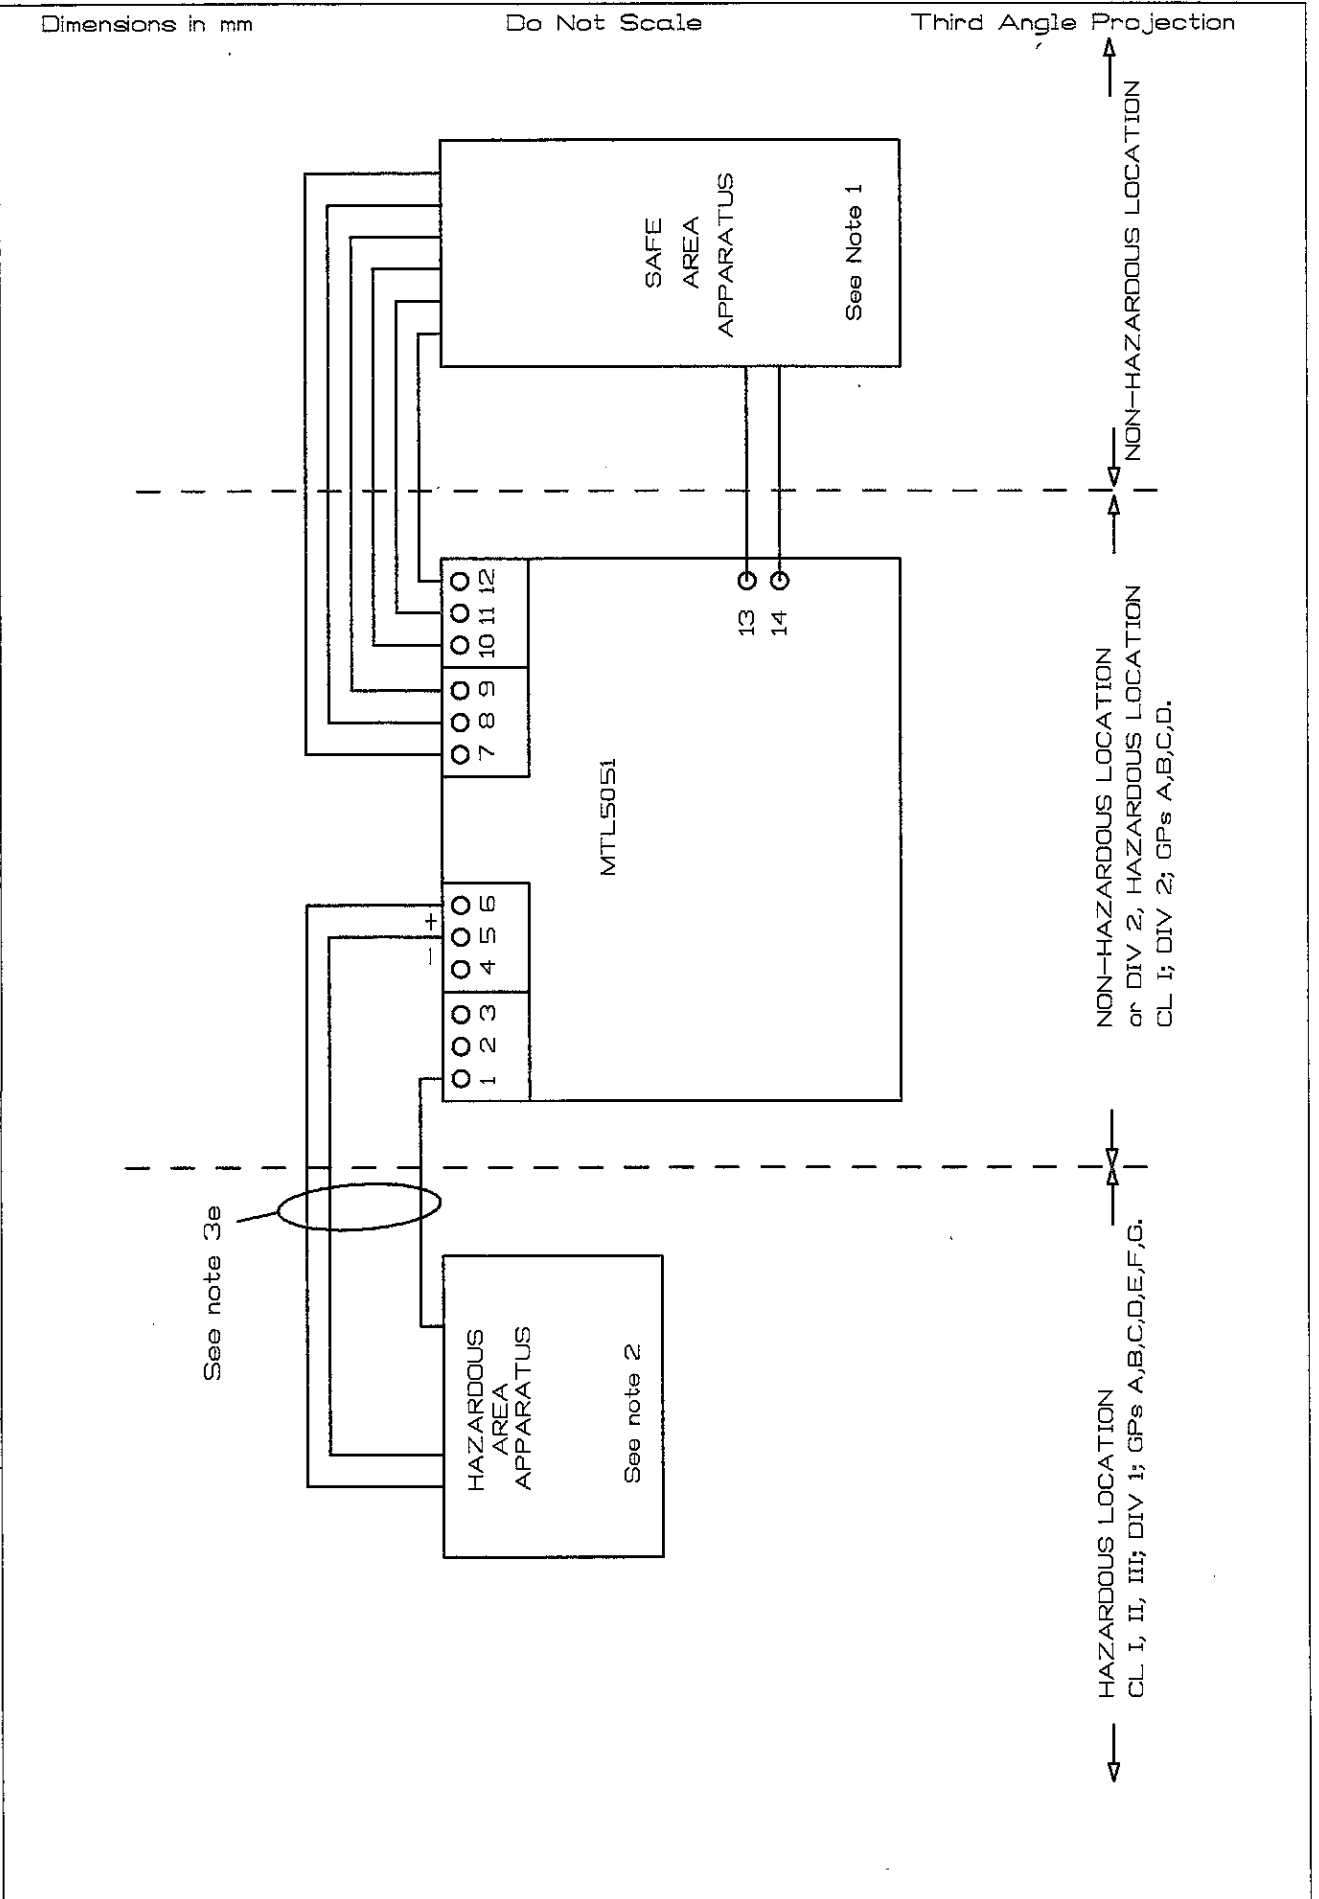 Dimensions in mm
Do Not Scale
Third Angle Projection
See note 3e
HAZARDOUS
AREA
APPARATUS
See note 2
1 2 3 4 5 6
- +
7 8 9 10 11 12
MTL5051
13
14
SAFE
AREA
APPARATUS
See Note 1
HAZARDOUS LOCATION
CL I, II, III; DIV 1; GPs A,B,C,D,E,F,G.
NON-HAZARDOUS LOCATION
or DIV 2, HAZARDOUS LOCATION
CL I; DIV 2; GPs A,B,C,D.
NON-HAZARDOUS LOCATION